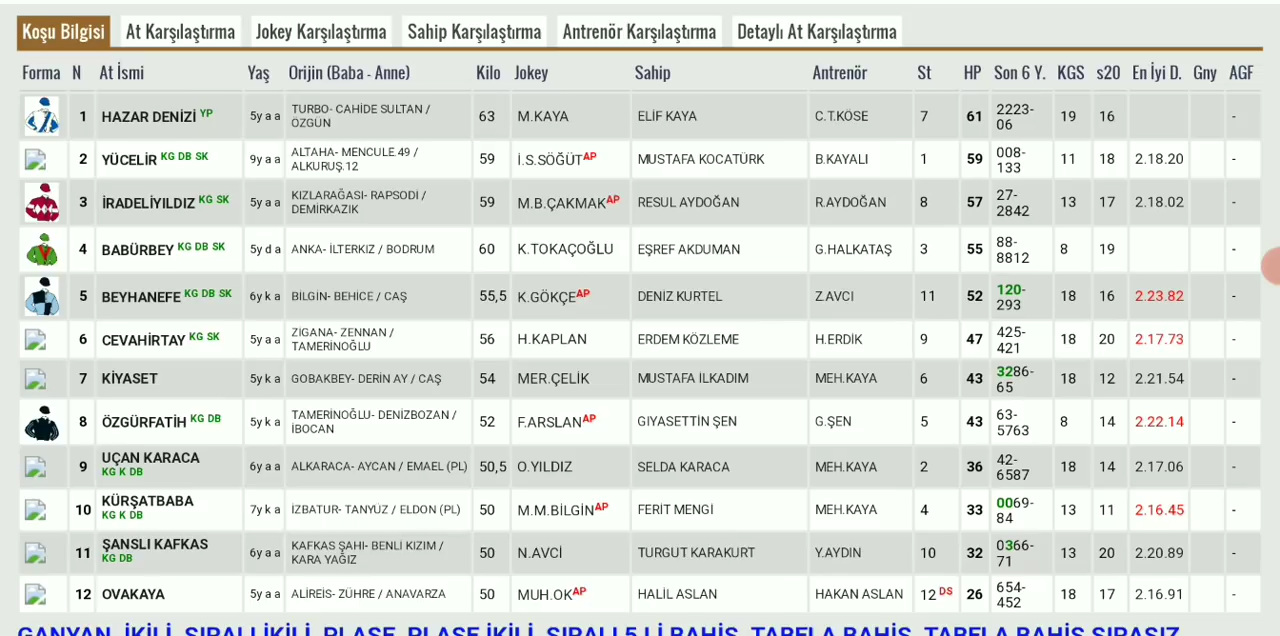 Koşu Bilgisi At Karşılaştırma Jokey Karşılaştırma Sahip Karşılaştırma Antrenör Karşılaştırma Detaylı At Karşılaştırma
Forma N At İsmi Yaş Orijin (Baba - Anne) Kilo Jokey Sahip Antrenör St HP Son 6 Y. KGS s20 En İyi D. Gny AGF
1 HAZAR DENİZİ YP 5y a a TURBO- CAHİDE SULTAN / ÖZGÜN 63 M.KAYA ELİF KAYA C.T.KÖSE 7 61 2223-06 19 16 -
2 YÜCELİR KG DB SK 9y a a ALTAHA- MENCULE.49 / ALKURUŞ.12 59 İ.S.SÖĞÜT AP MUSTAFA KOCATÜRK B.KAYALI 1 59 008-133 11 18 2.18.20 -
3 İRADELİYILDIZ KG SK 5y a a KIZLARAĞASI- RAPSODİ / DEMİRKAZIK 59 M.B.ÇAKMAK AP RESUL AYDOĞAN R.AYDOĞAN 8 57 27-2842 13 17 2.18.02 -
4 BABÜRBEY KG DB SK 5y d a ANKA- İLTERKIZ / BODRUM 60 K.TOKAÇOĞLU EŞREF AKDUMAN G.HALKATAŞ 3 55 88-8812 8 19 -
5 BEYHANEFE KG DB SK 6y k a BİLGİN- BEHİCE / CAŞ 55,5 K.GÖKÇE AP DENİZ KURTEL Z.AVCI 11 52 120-293 18 16 2.23.82 -
6 CEVAHİRTAY KG SK 5y a a ZİGANA- ZENNAN / TAMERİNOĞLU 56 H.KAPLAN ERDEM KÖZLEME H.ERDİK 9 47 425-421 18 20 2.17.73 -
7 KİYASET 5y k a GOBAKBEY- DERİN AY / CAŞ 54 MER.ÇELİK MUSTAFA ILKADIM MEH.KAYA 6 43 3286-65 18 12 2.21.54 -
8 ÖZGÜRFATİH KG DB 5y k a TAMERİNOĞLU- DENİZBOZAN / İBOCAN 52 F.ARSLAN AP GIYASETTİN ŞEN G.ŞEN 5 43 63-5763 8 14 2.22.14 -
9 UÇAN KARACA KG K DB 6y a a ALKARACA- AYCAN / EMAEL (PL) 50,5 O.YILDIZ SELDA KARACA MEH.KAYA 2 36 42-6587 18 14 2.17.06 -
10 KÜRŞATBABA KG K DB 7y k a İZBATUR- TANYÜZ / ELDON (PL) 50 M.M.BİLGİN AP FERİT MENGİ MEH.KAYA 4 33 0069-84 13 11 2.16.45 -
11 ŞANSLI KAFKAS KG DB 6y a a KAFKAS ŞAHI- BENLİ KIZIM / KARA YAĞIZ 50 N.AVCİ TURGUT KARAKURT Y.AYDIN 10 32 0366-71 13 20 2.20.89 -
12 OVAKAYA 5y a a ALİREİS- ZÜHRE / ANAVARZA 50 MUH.OK AP HALİL ASLAN HAKAN ASLAN 12 DS 26 654-452 18 17 2.16.91 -
GANYAN, İKİLİ, SIRALI İKİLİ, PLASE, PLASE İKİLİ, SIRALI 5 Lİ BAHİS, TABELA BAHİS, TABELA BAHİS SIRASIZ